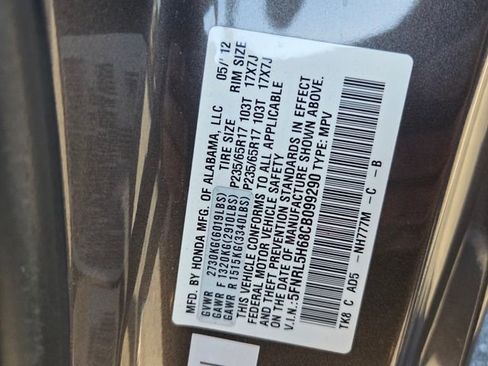 MFD. BY HONDA MFG. OF ALABAMA, LLC 05/'12
GVWR 2730KG(6019LBS) TIRE SIZE RIM SIZE
GAWR F 1320KG(2910LBS) P235/65R17 103T 17X7J
GAWR R 1515KG(3340LBS) P235/65R17 103T 17X7J
THIS VEHICLE CONFORMS TO ALL APPLICABLE
FEDERAL MOTOR VEHICLE SAFETY
AND THEFT PREVENTION STANDARDS IN EFFECT
ON THE DATE OF MANUFACTURE SHOWN ABOVE.
V.I.N.:5FNRL5H68CB099290 TYPE: MPV
TK8 C AD5 -NH777M -C -B